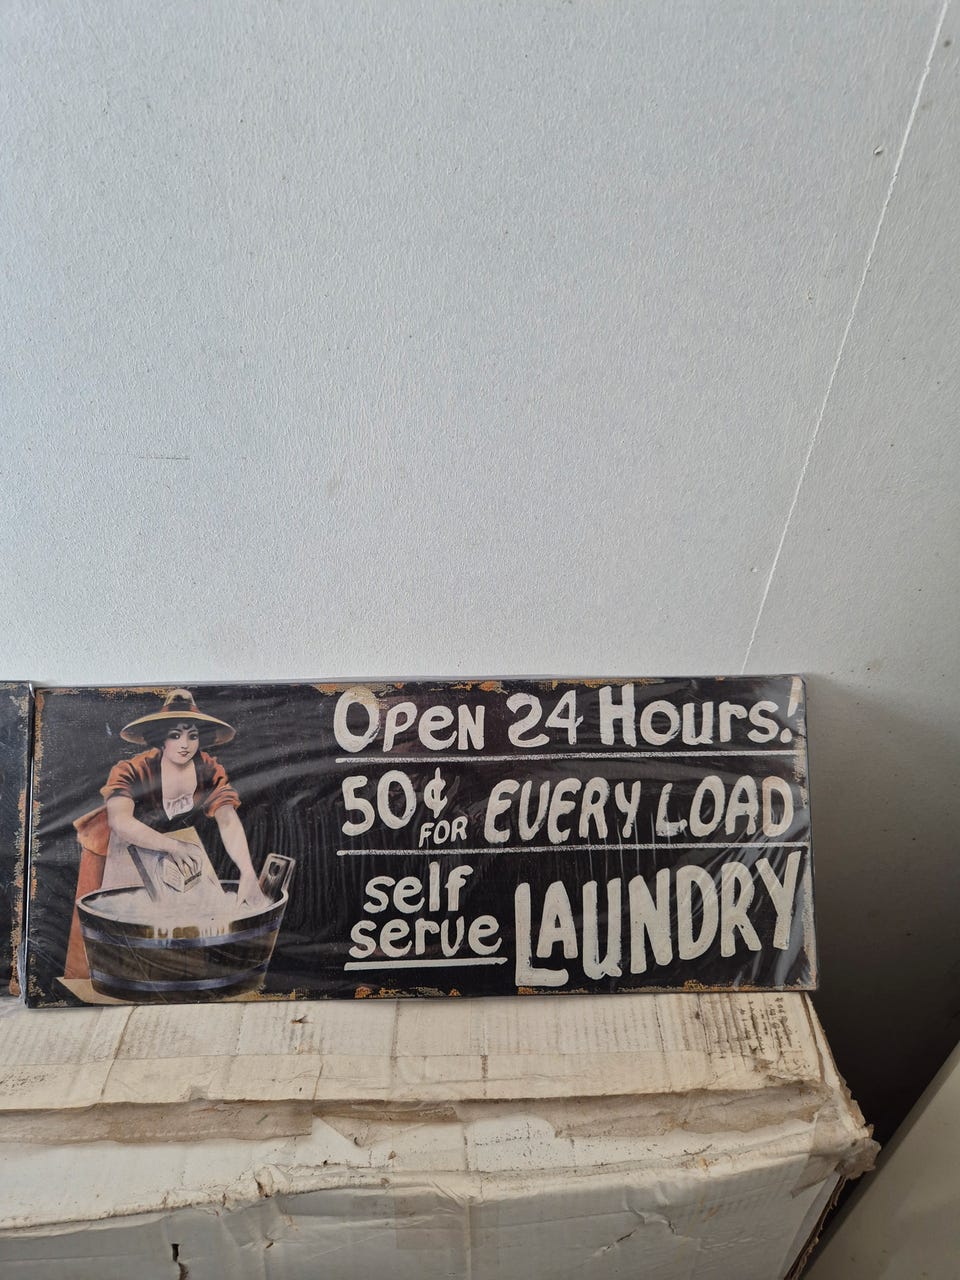 Open 24 Hours!
50¢ FOR EVERY LOAD
self
serve LAUNDRY